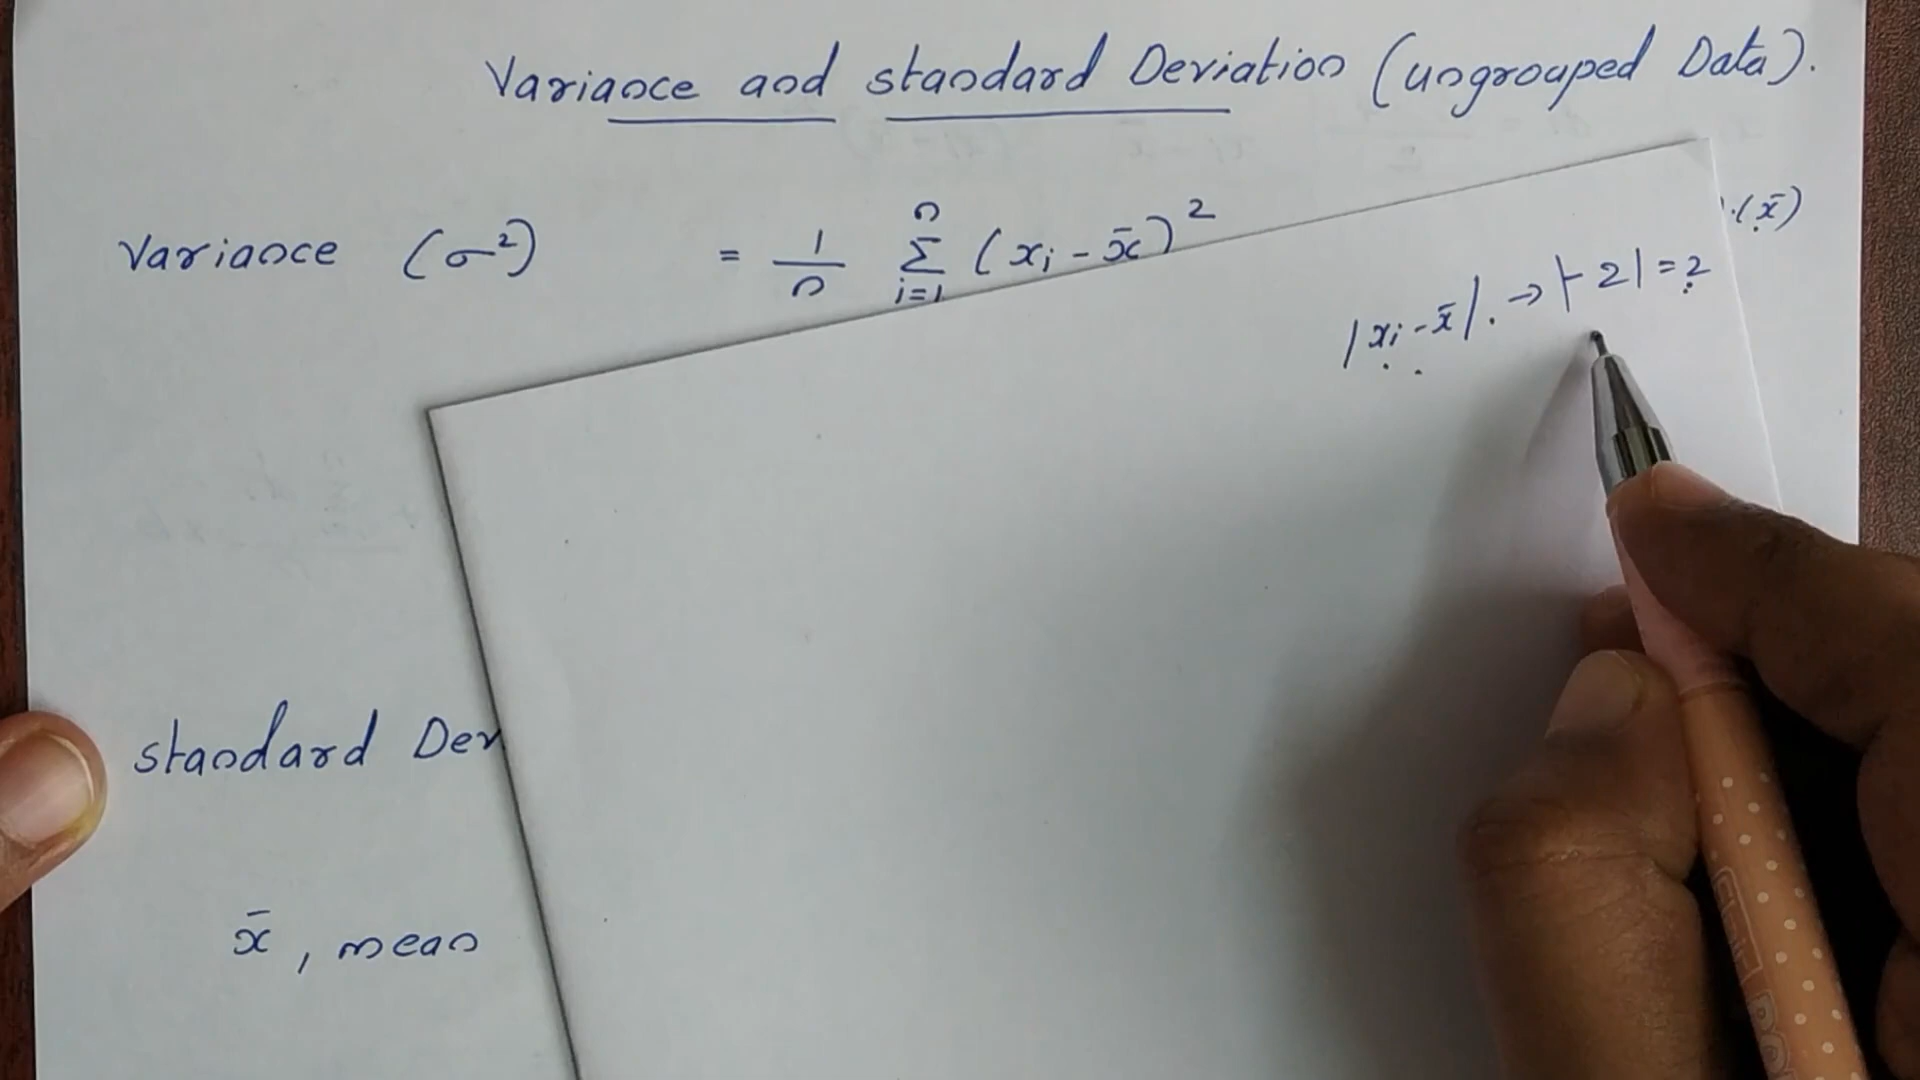 Variance and standard Deviation (ungrouped Data).
Variance (σ²) = 1/n n Σ i=1 (xᵢ - x̄)²
.(x̄)
|xᵢ - x̄|. → |-2| = 2
standard Dev
x̄, mean